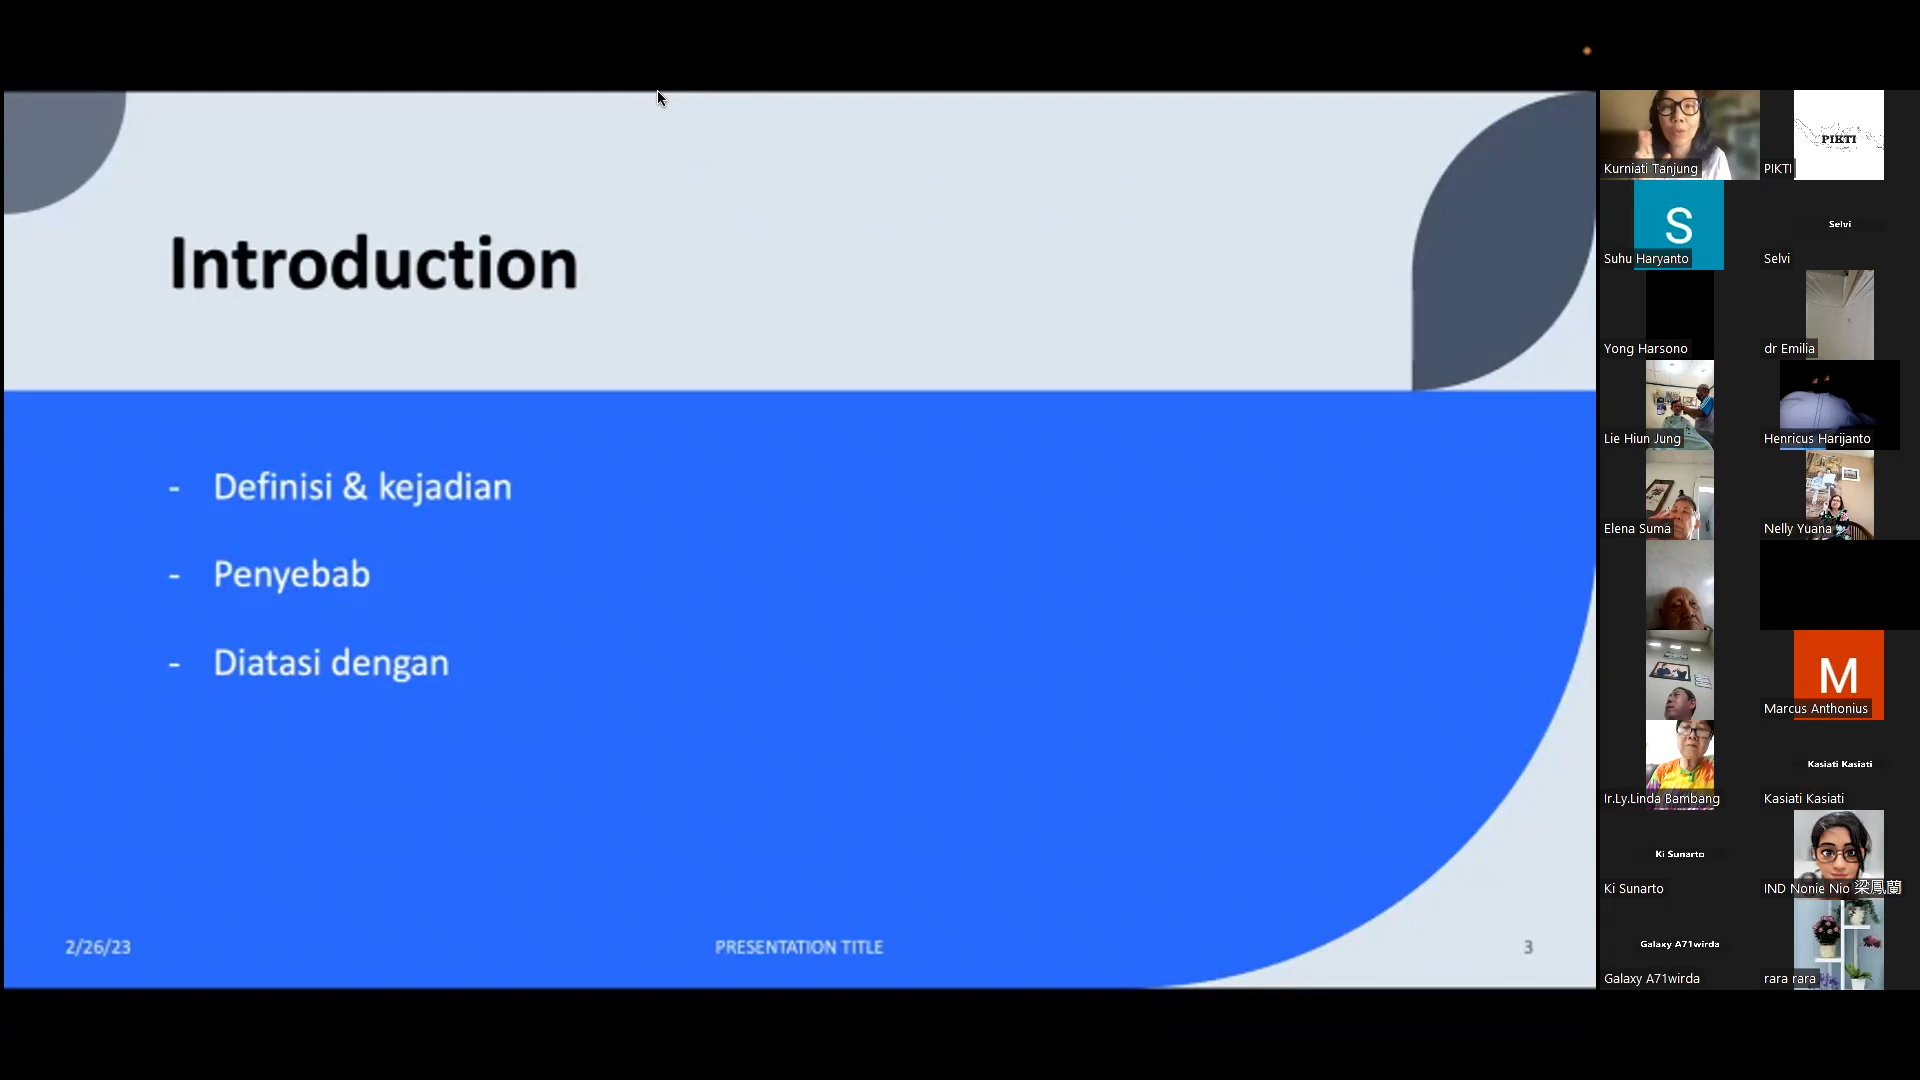 Introduction
- Definisi & kejadian
- Penyebab
- Diatasi dengan
2/26/23
PRESENTATION TITLE
3
Kurniati Tanjung
PIKTI
PIKTI
S
Suhu Haryanto
Selvi
Selvi
Yong Harsono
dr Emilia
Lie Hiun Jung
Henricus Harijanto
Elena Suma
Nelly Yuana
M
Marcus Anthonius
Ir.Ly.Linda Bambang
Kasiati Kasiati
Kasiati Kasiati
Ki Sunarto
Ki Sunarto
IND Nonie Nio 梁鳳蘭
Galaxy A71wirda
Galaxy A71wirda
rara rara